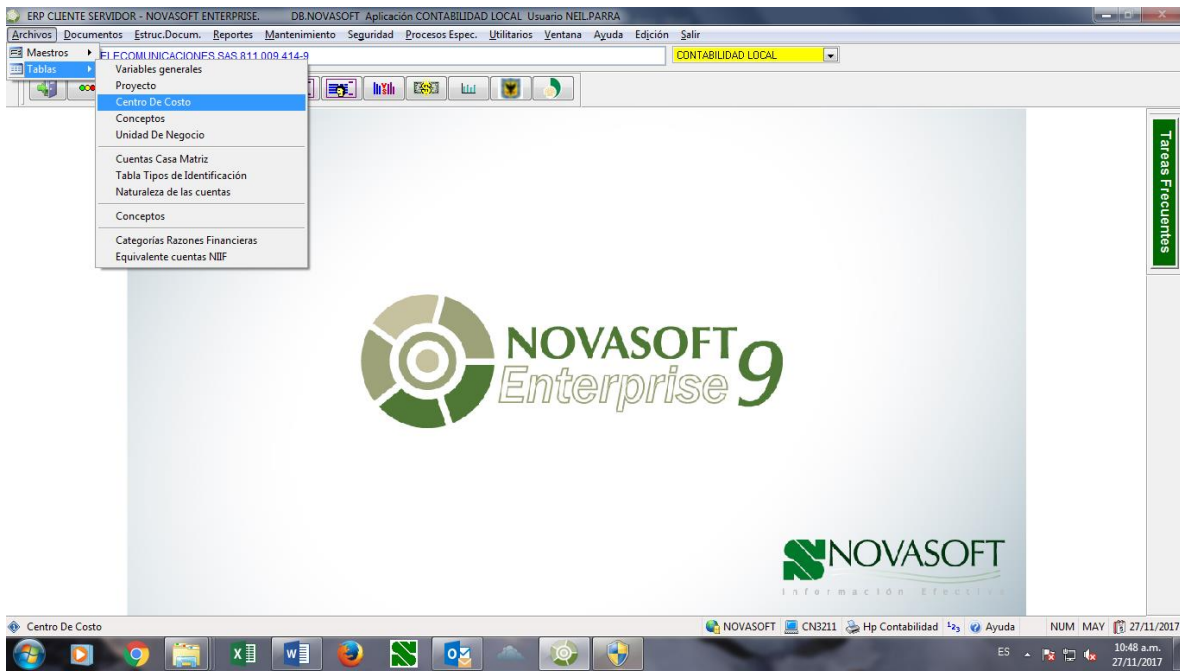 ERP CLIENTE SERVIDOR - NOVASOFT ENTERPRISE. DB.NOVASOFT Aplicación CONTABILIDAD LOCAL Usuario NEIL.PARRA
Archivos Documentos Estruc.Docum. Reportes Mantenimiento Seguridad Procesos Espec. Utilitarios Ventana Ayuda Edjción Salir
Maestros
ELECOMUNICACIONES SAS 811.009.414-9
CONTABILIDAD LOCAL
Tablas
Variables generales
Proyecto
Centro De Costo
Conceptos
Unidad De Negocio
Cuentas Casa Matriz
Tabla Tipos de Identificación
Naturaleza de las cuentas
Conceptos
Categorías Razones Financieras
Equivalente cuentas NIIF
Tareas Frecuentes
NOVASOFT 9
Enterprise
NOVASOFT
Información Efectiva
Centro De Costo
NOVASOFT CN3211 Hp Contabilidad 123 Ayuda NUM MAY 27/11/2017
ES 10:48 a.m.
27/11/2017